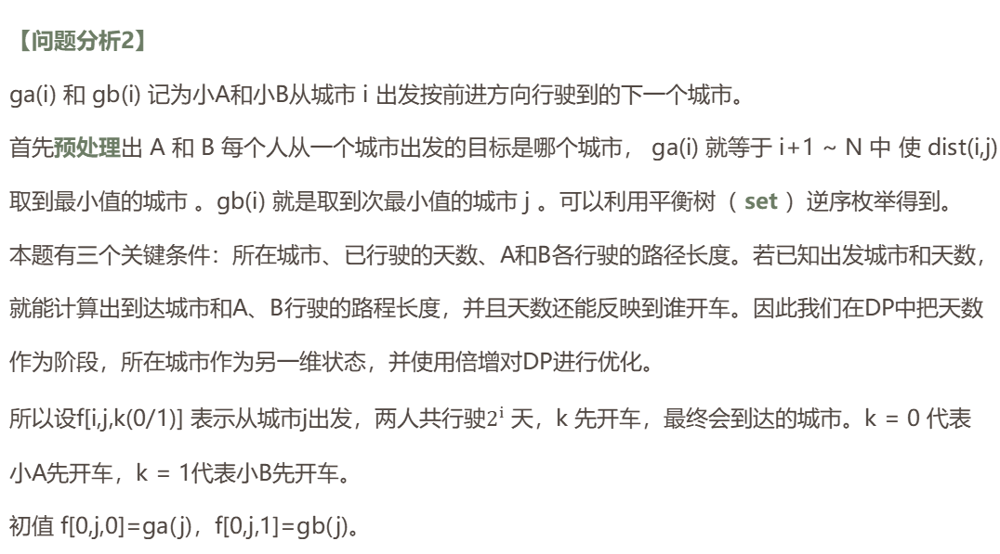 【问题分析2】
ga(i) 和 gb(i) 记为小A和小B从城市 i 出发按前进方向行驶到的下一个城市。
首先预处理出 A 和 B 每个人从一个城市出发的目标是哪个城市， ga(i) 就等于 i+1 ~ N 中 使 dist(i,j)
取到最小值的城市 。gb(i) 就是取到次最小值的城市 j 。可以利用平衡树（ set ）逆序枚举得到。
本题有三个关键条件：所在城市、已行驶的天数、A和B各行驶的路径长度。若已知出发城市和天数，
就能计算出到达城市和A、B行驶的路程长度，并且天数还能反映到谁开车。因此我们在DP中把天数
作为阶段，所在城市作为另一维状态，并使用倍增对DP进行优化。
所以设f[i,j,k(0/1)] 表示从城市j出发，两人共行驶2ⁱ 天，k 先开车，最终会到达的城市。k = 0 代表
小A先开车，k = 1代表小B先开车。
初值 f[0,j,0]=ga(j)，f[0,j,1]=gb(j)。